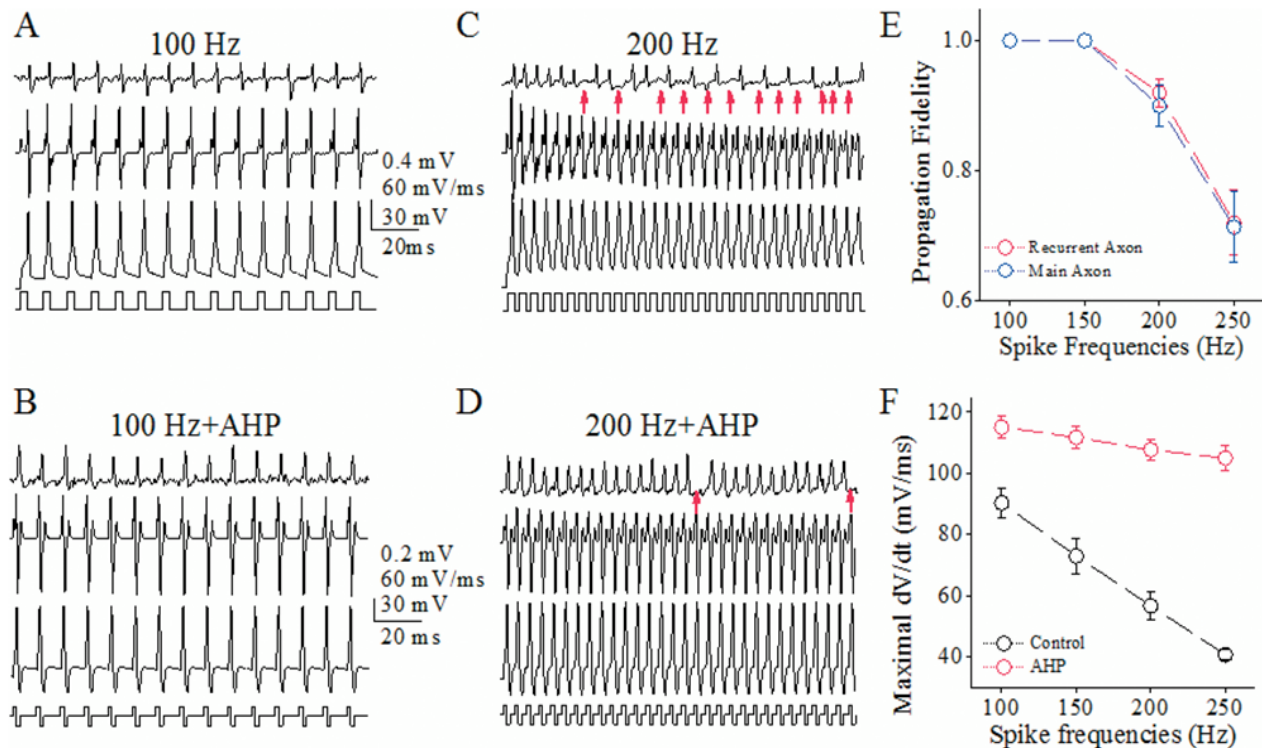 A
100 Hz
0.4 mV
60 mV/ms
30 mV
20ms
C
200 Hz
E
Propagation Fidelity
1.0
0.8
0.6
Recurrent Axon
Main Axon
100 150 200 250
Spike Frequencies (Hz)
B
100 Hz+AHP
0.2 mV
60 mV/ms
30 mV
20 ms
D
200 Hz+AHP
F
Maximal dV/dt (mV/ms)
120
100
80
60
40
Control
AHP
100 150 200 250
Spike frequencies (Hz)